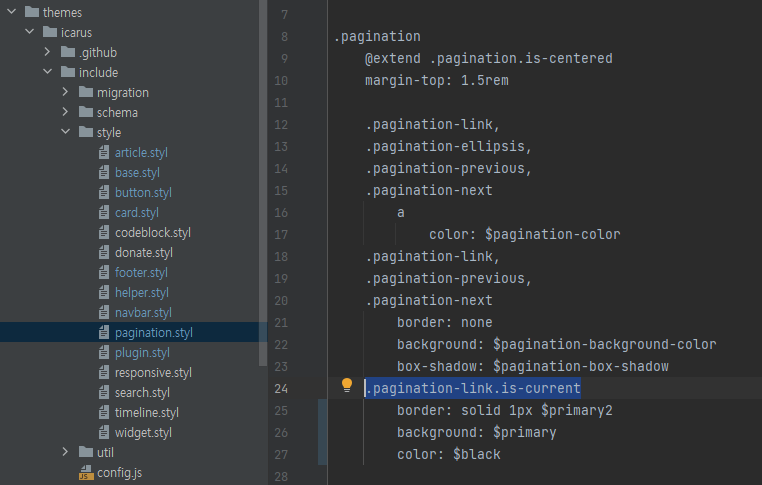 themes
icarus
.github
include
migration
schema
style
article.styl
base.styl
button.styl
card.styl
codeblock.styl
donate.styl
footer.styl
helper.styl
navbar.styl
pagination.styl
plugin.styl
responsive.styl
search.styl
timeline.styl
widget.styl
util
JS config.js
7
8 .pagination
9 @extend .pagination.is-centered
10 margin-top: 1.5rem
11
12 .pagination-link,
13 .pagination-ellipsis,
14 .pagination-previous,
15 .pagination-next
16 a
17 color: $pagination-color
18 .pagination-link,
19 .pagination-previous,
20 .pagination-next
21 border: none
22 background: $pagination-background-color
23 box-shadow: $pagination-box-shadow
24 .pagination-link.is-current
25 border: solid 1px $primary2
26 background: $primary
27 color: $black
28